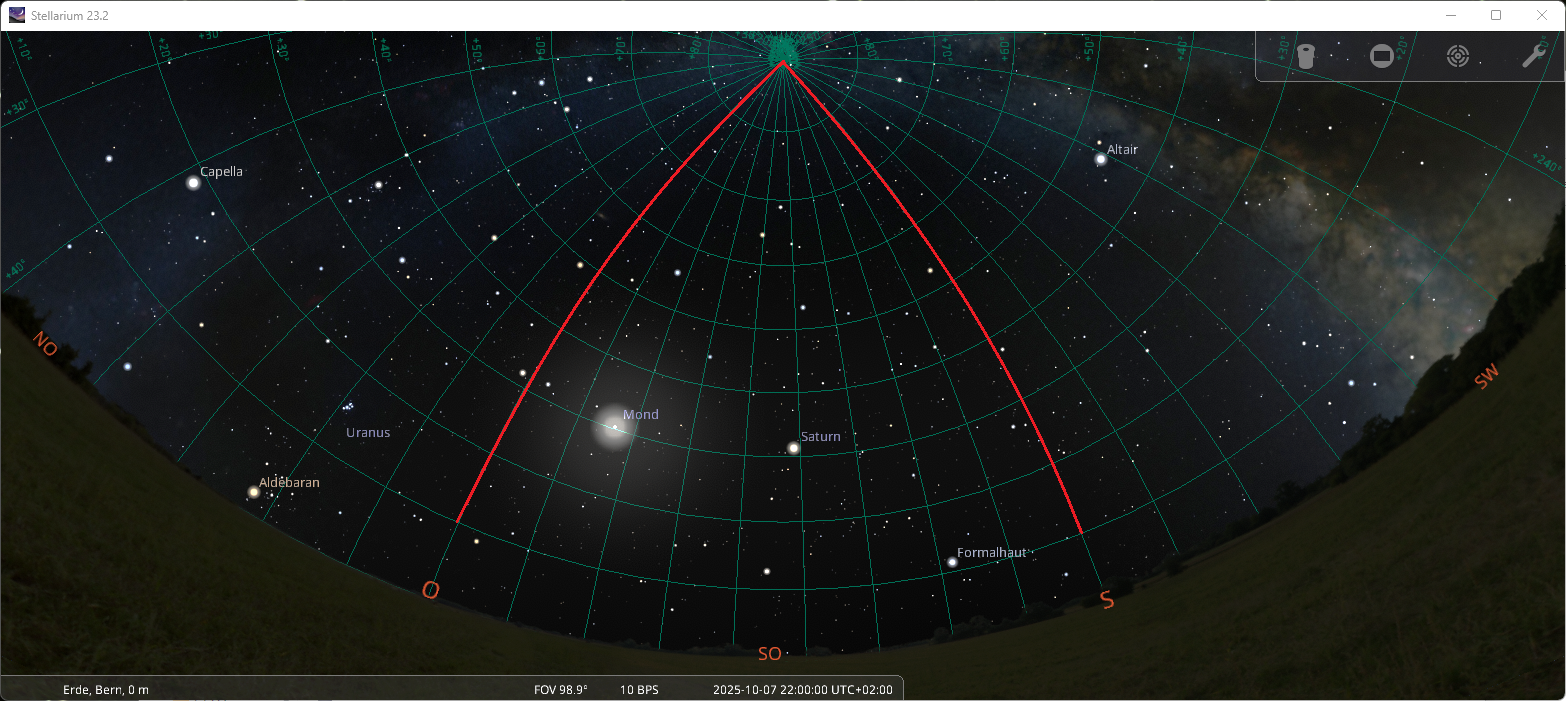 Stellarium 23.2
+10°
+20°
+30°
+30°
+40°
+50°
+60°
+70°
+80°
+80°
+70°
+60°
+50°
+40°
+30°
+20°
+30°
+240°
+40°
Altair
Capella
NO
SW
Mond
Uranus
Saturn
Aldebaran
Formalhaut
O
S
SO
Erde, Bern, 0 m
FOV 98.9°
10 BPS
2025-10-07 22:00:00 UTC+02:00